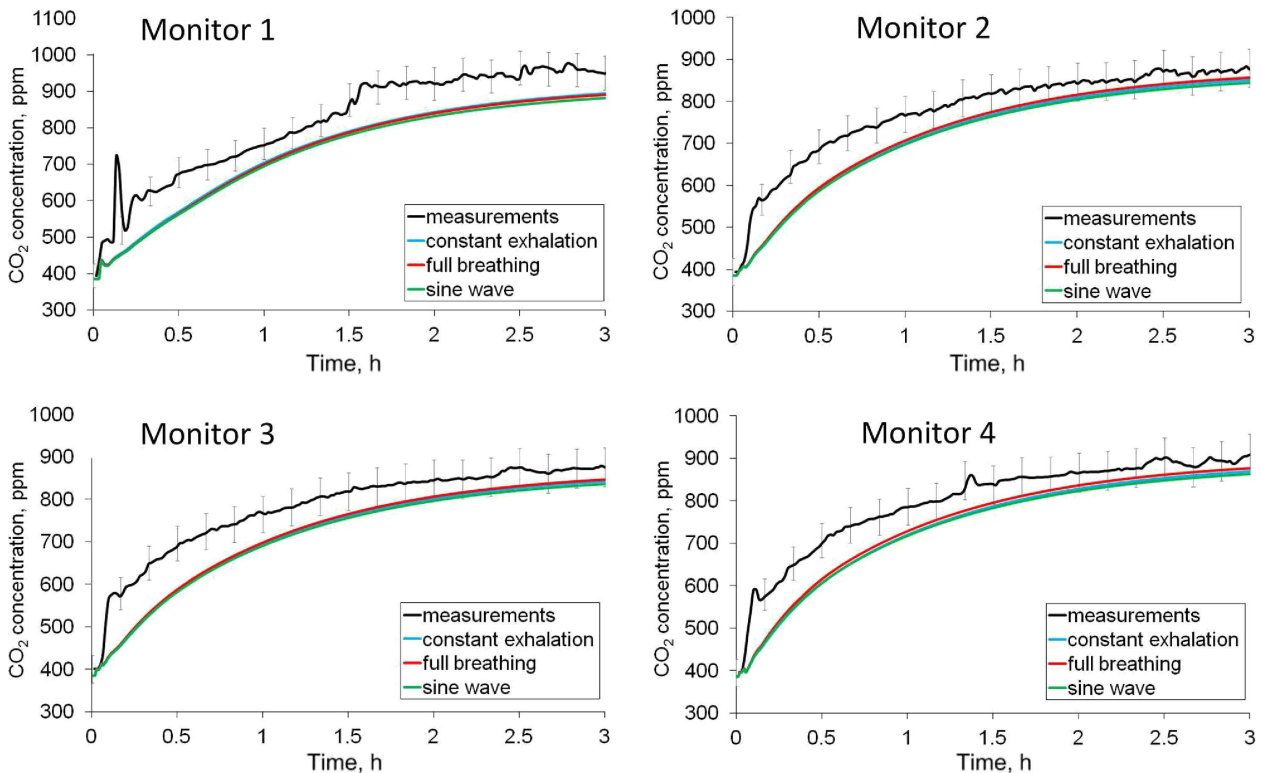 Monitor 1
CO₂ concentration, ppm
1100
1000
900
800
700
600
500
400
300
0 0.5 1 1.5 2 2.5 3
Time, h
measurements
constant exhalation
full breathing
sine wave
Monitor 2
CO₂ concentration, ppm
1000
900
800
700
600
500
400
300
0 0.5 1 1.5 2 2.5 3
Time, h
measurements
constant exhalation
full breathing
sine wave
Monitor 3
CO₂ concentration, ppm
1000
900
800
700
600
500
400
300
0 0.5 1 1.5 2 2.5 3
Time, h
measurements
constant exhalation
full breathing
sine wave
Monitor 4
CO₂ concentration, ppm
1000
900
800
700
600
500
400
300
0 0.5 1 1.5 2 2.5 3
Time, h
measurements
constant exhalation
full breathing
sine wave